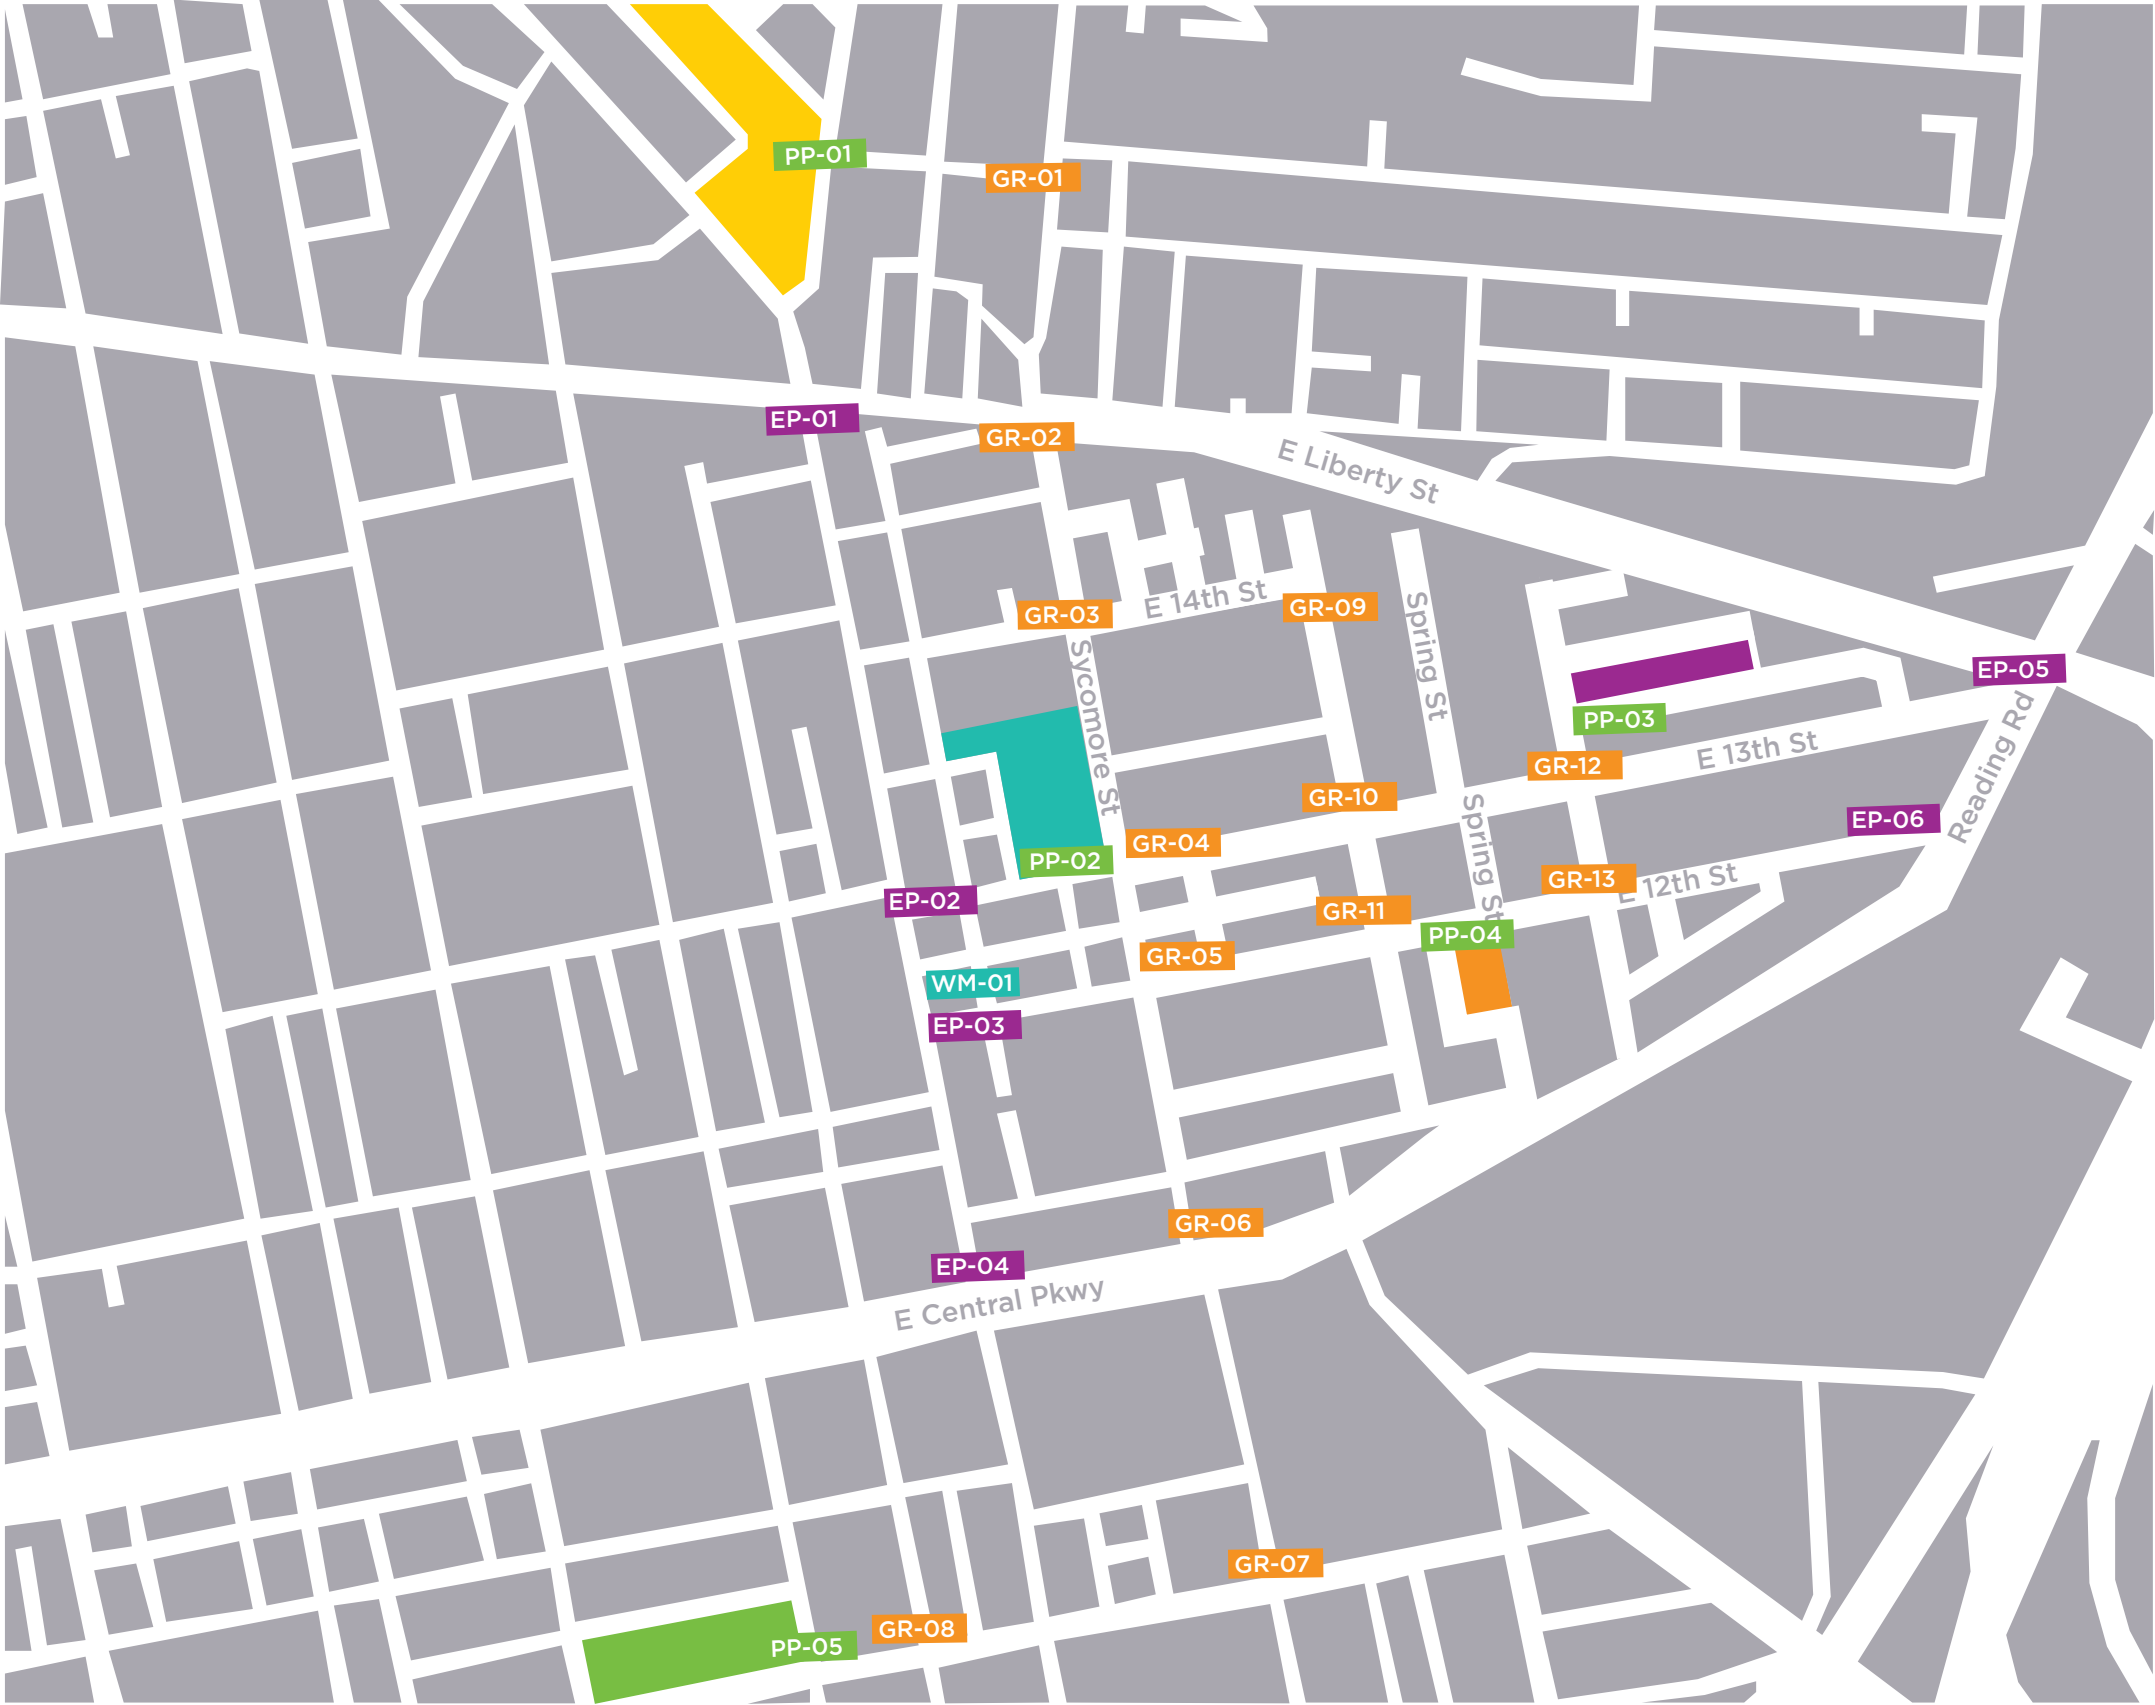 PP-01
GR-01
EP-01
GR-02
E Liberty St
E 14th St
GR-03
GR-09
Spring St
Sycomore St
EP-05
PP-03
Reading Rd
E 13th St
GR-12
GR-10
Spring St
EP-06
GR-04
PP-02
GR-13
E 12th St
EP-02
GR-11
PP-04
GR-05
WM-01
EP-03
GR-06
EP-04
E Central Pkwy
GR-07
GR-08
PP-05